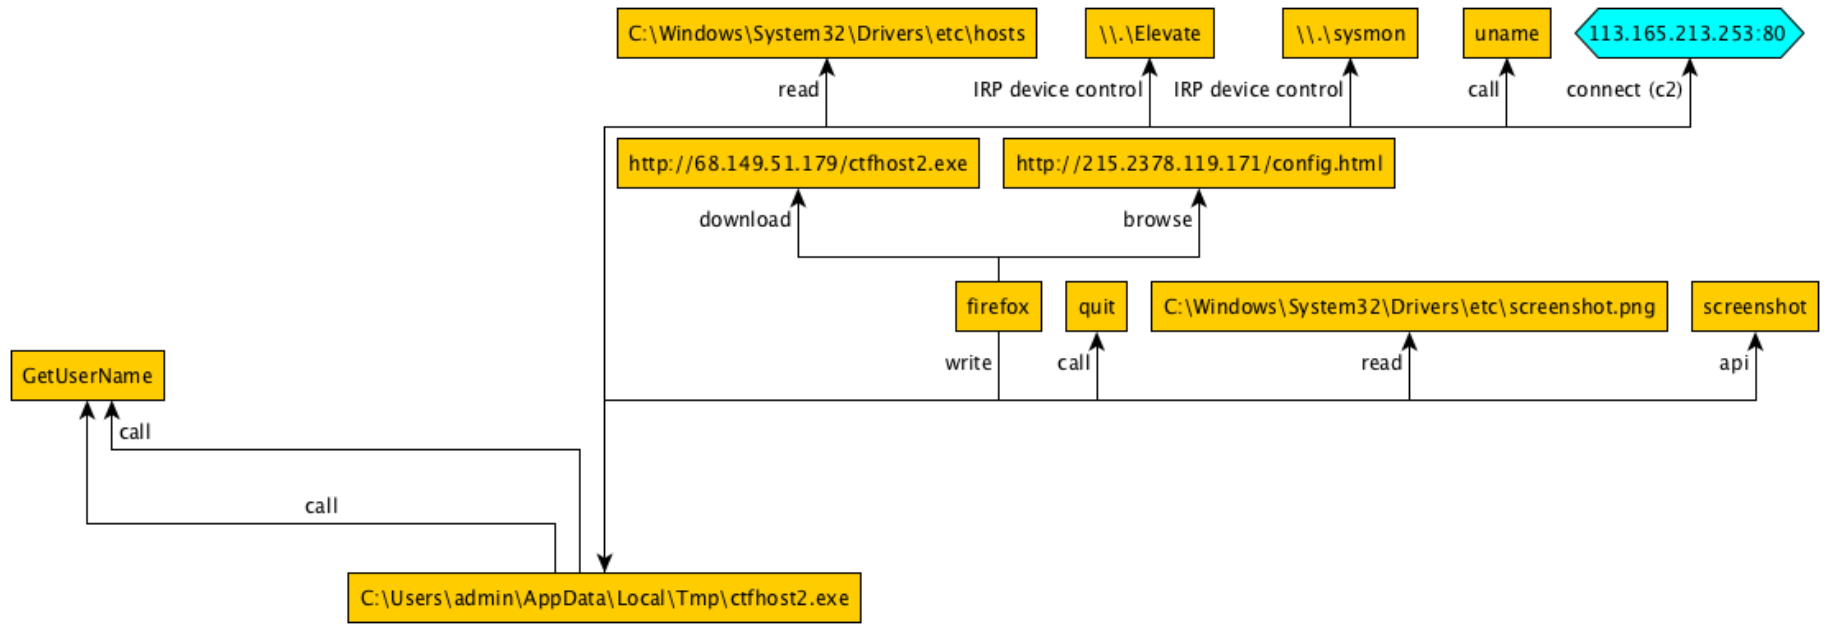 C:\Windows\System32\Drivers\etc\hosts
\\.\Elevate
\\.\sysmon
uname
113.165.213.253:80
read
IRP device control
IRP device control
call
connect (c2)
http://68.149.51.179/ctfhost2.exe
http://215.2378.119.171/config.html
download
browse
firefox
quit
C:\Windows\System32\Drivers\etc\screenshot.png
screenshot
write
call
read
api
GetUserName
call
call
C:\Users\admin\AppData\Local\Tmp\ctfhost2.exe